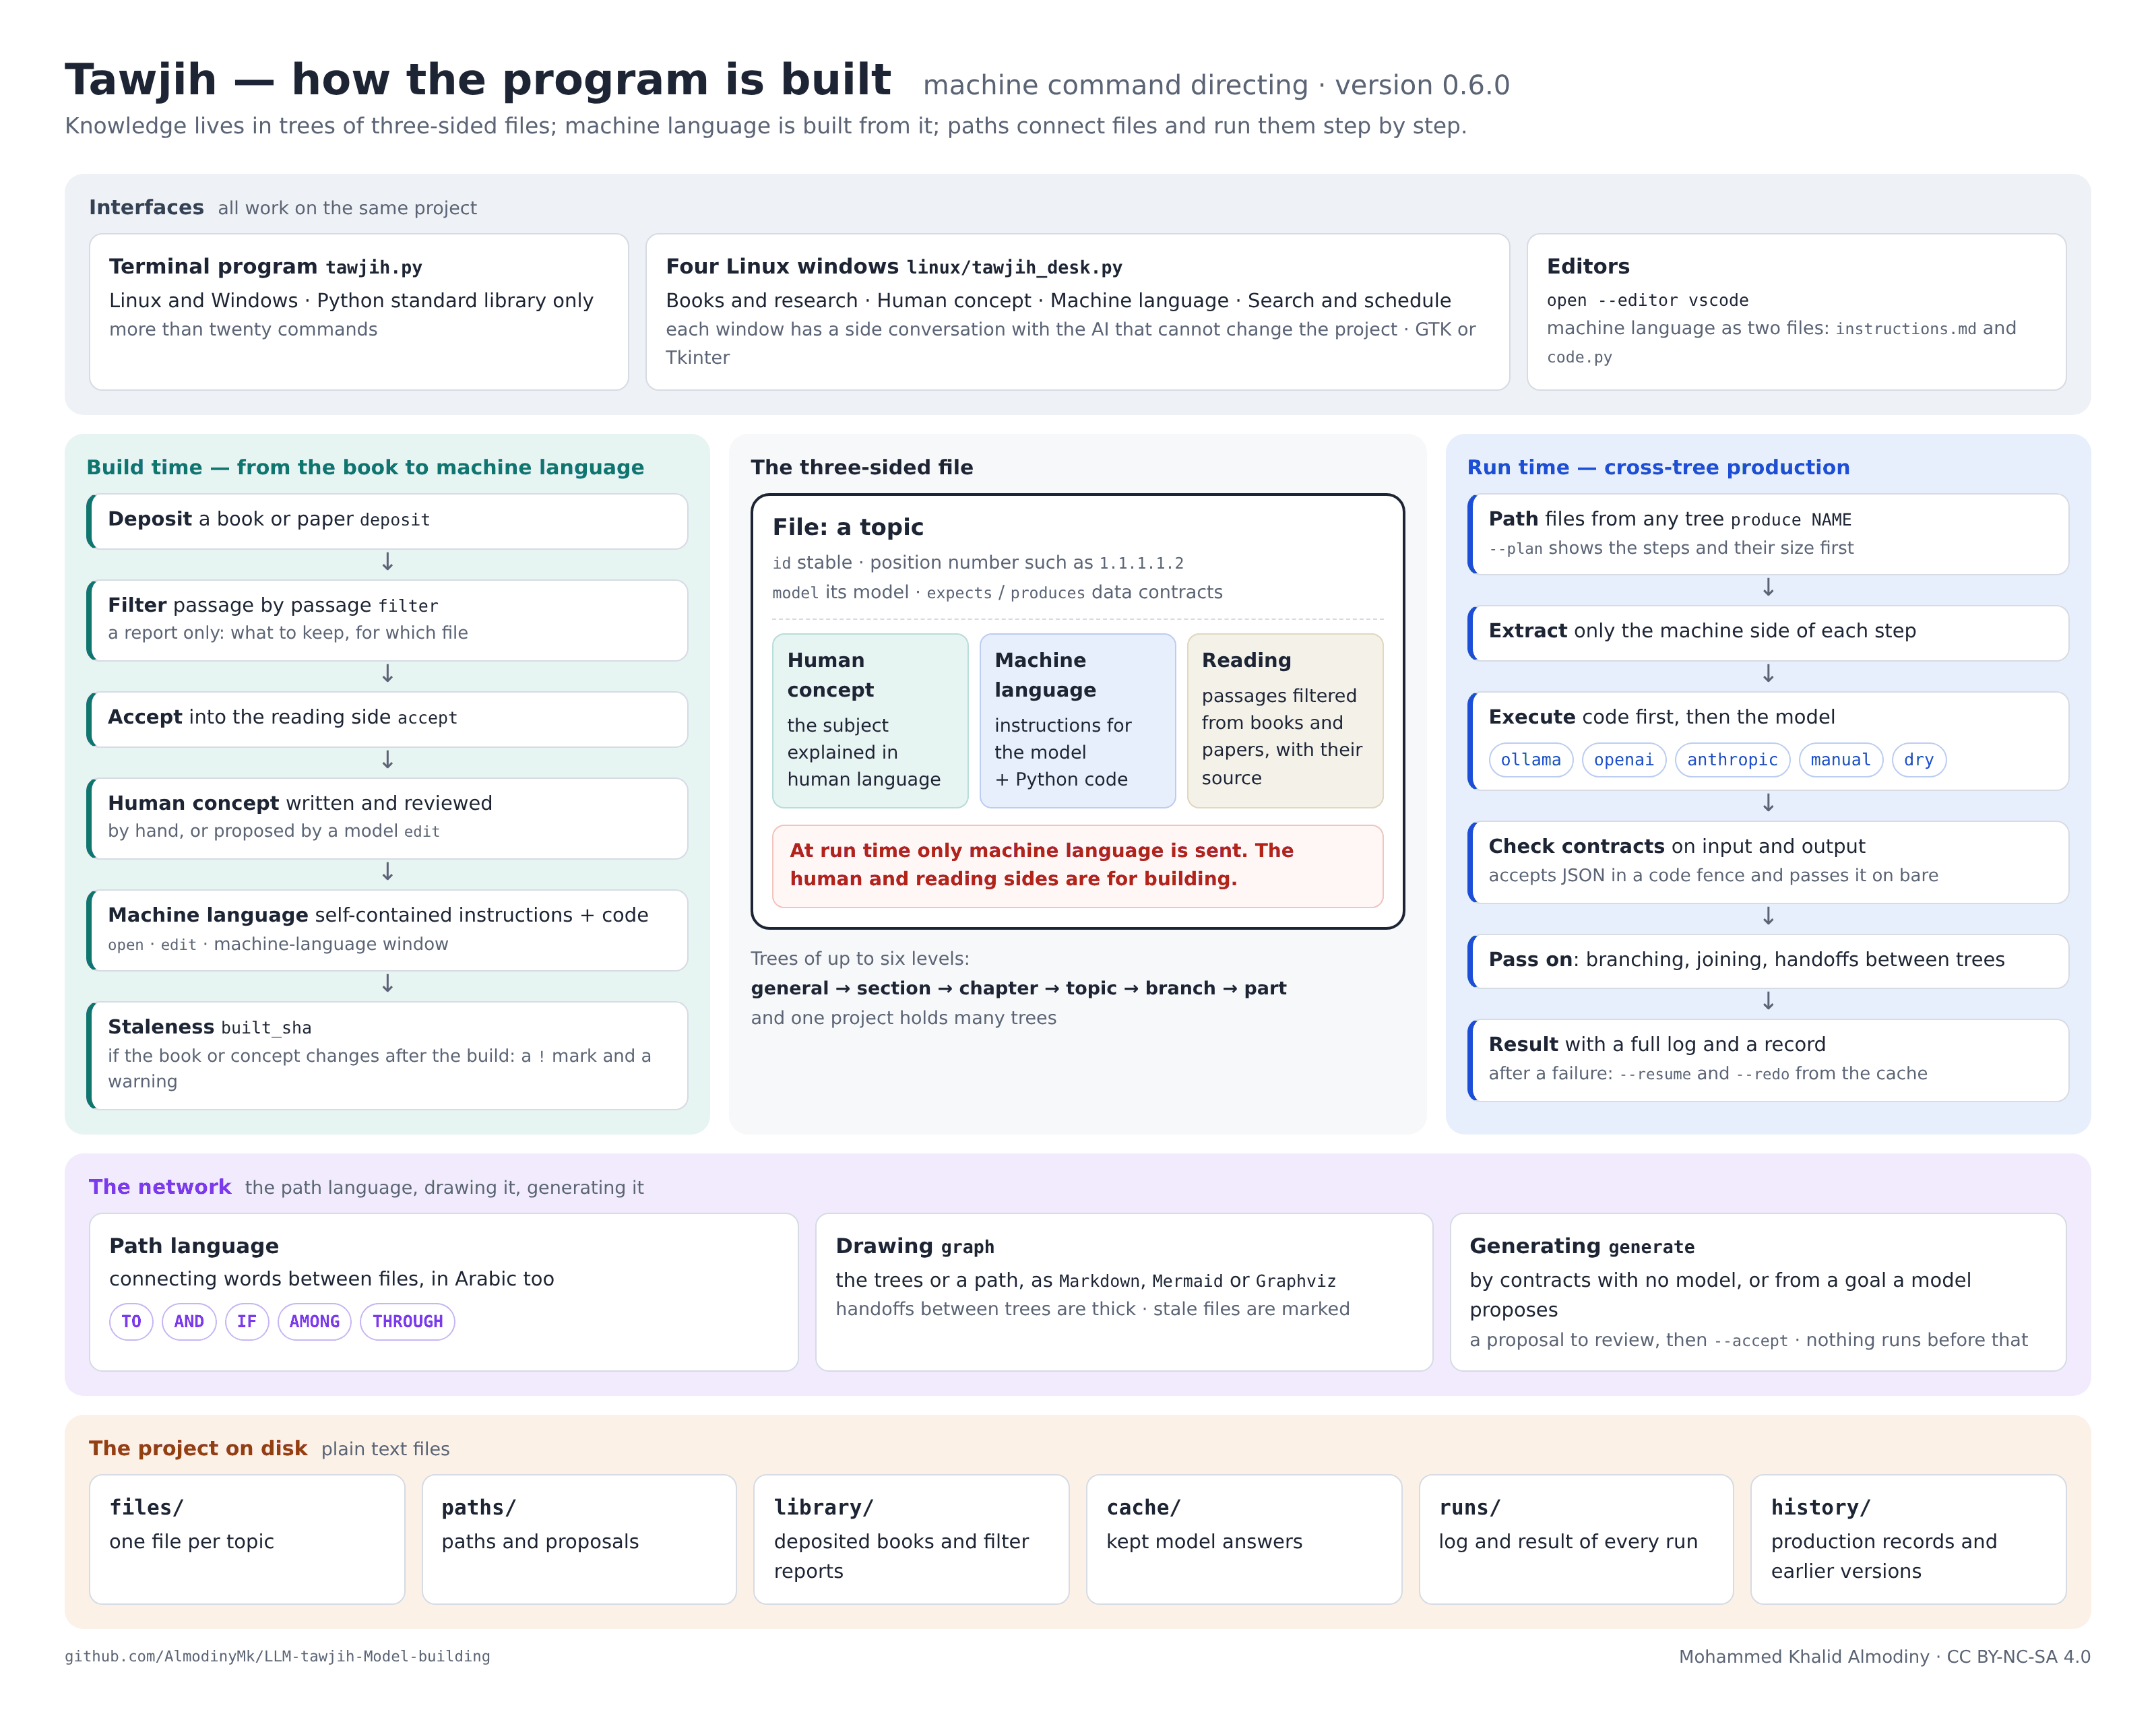 Tawjih — how the program is built machine command directing · version 0.6.0
Knowledge lives in trees of three-sided files; machine language is built from it; paths connect files and run them step by step.
Interfaces all work on the same project
Terminal program tawjih.py
Linux and Windows · Python standard library only
more than twenty commands
Four Linux windows linux/tawjih_desk.py
Books and research · Human concept · Machine language · Search and schedule
each window has a side conversation with the AI that cannot change the project · GTK or
Tkinter
Editors
open --editor vscode
machine language as two files: instructions.md and
code.py
Build time — from the book to machine language
Deposit a book or paper deposit
↓
Filter passage by passage filter
a report only: what to keep, for which file
↓
Accept into the reading side accept
↓
Human concept written and reviewed
by hand, or proposed by a model edit
↓
Machine language self-contained instructions + code
open · edit · machine-language window
↓
Staleness built_sha
if the book or concept changes after the build: a ! mark and a
warning
The three-sided file
File: a topic
id stable · position number such as 1.1.1.1.2
model its model · expects / produces data contracts
Human
concept
the subject
explained in
human language
Machine
language
instructions for
the model
+ Python code
Reading
passages filtered
from books and
papers, with their
source
At run time only machine language is sent. The
human and reading sides are for building.
Trees of up to six levels:
general → section → chapter → topic → branch → part
and one project holds many trees
Run time — cross-tree production
Path files from any tree produce NAME
--plan shows the steps and their size first
↓
Extract only the machine side of each step
↓
Execute code first, then the model
ollama openai anthropic manual dry
↓
Check contracts on input and output
accepts JSON in a code fence and passes it on bare
↓
Pass on: branching, joining, handoffs between trees
↓
Result with a full log and a record
after a failure: --resume and --redo from the cache
The network the path language, drawing it, generating it
Path language
connecting words between files, in Arabic too
TO AND IF AMONG THROUGH
Drawing graph
the trees or a path, as Markdown, Mermaid or Graphviz
handoffs between trees are thick · stale files are marked
Generating generate
by contracts with no model, or from a goal a model
proposes
a proposal to review, then --accept · nothing runs before that
The project on disk plain text files
files/
one file per topic
paths/
paths and proposals
library/
deposited books and filter
reports
cache/
kept model answers
runs/
log and result of every run
history/
production records and
earlier versions
github.com/AlmodinyMk/LLM-tawjih-Model-building
Mohammed Khalid Almodiny · CC BY-NC-SA 4.0